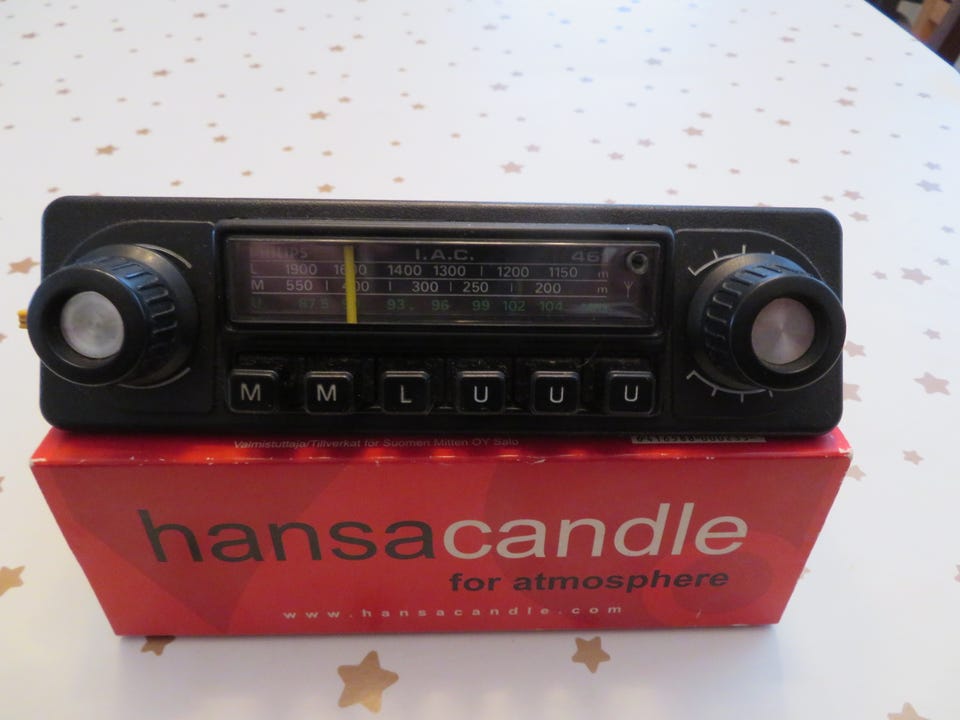 PHILIPS I.A.C. 46
L 1900 1600 1400 1300 1200 1150 m
M 550 400 300 250 200 m
U 87.5 93 96 99 102 104
M M L U U U
Valmistuttaja/Tillverkat för Suomen Mitten OY Salo
hansacandle
for atmosphere
www.hansacandle.com